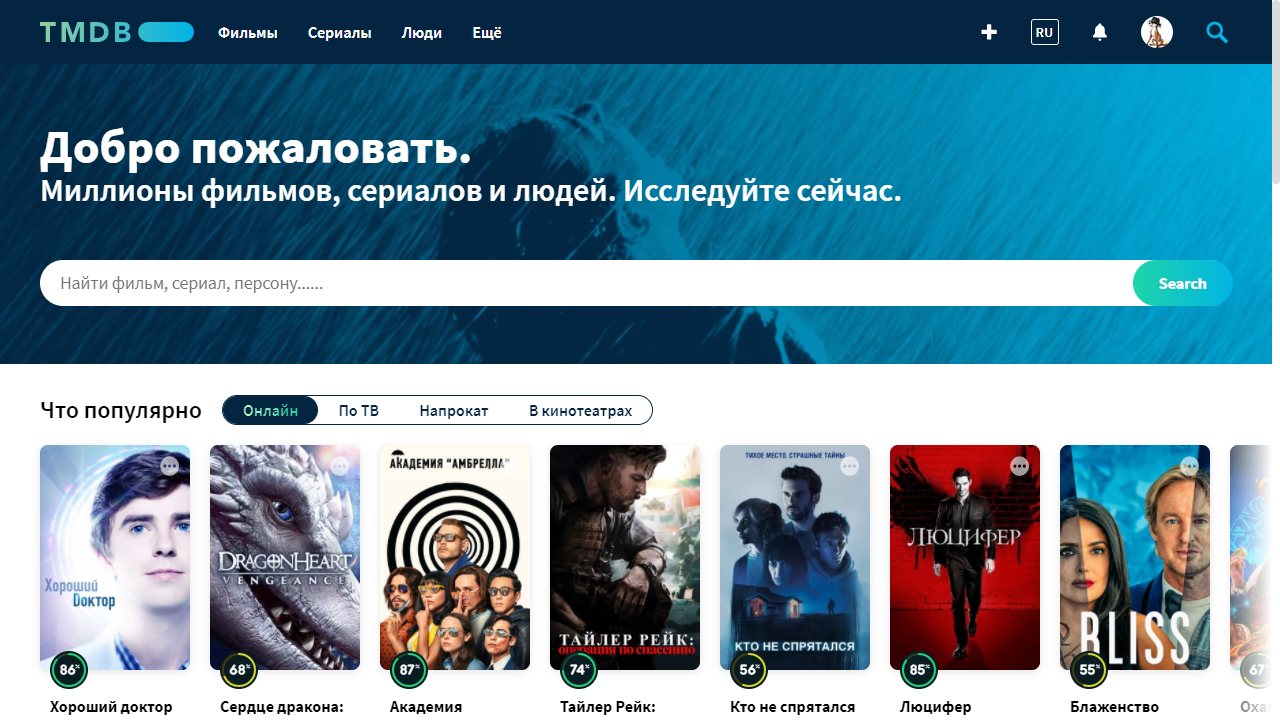 TMDB Фильмы Сериалы Люди Ещё RU
Добро пожаловать.
Миллионы фильмов, сериалов и людей. Исследуйте сейчас.
Найти фильм, сериал, персону...... Search
Что популярно Онлайн По ТВ Напрокат В кинотеатрах
Хороший
Доктор
DRAGONHEART
VENGEANCE
АКАДЕМИЯ "АМБРЕЛЛА"
ТАЙЛЕР РЕЙК:
операция по спасению
ТИХОЕ МЕСТО. СТРАШНЫЕ ТАЙНЫ
КТО НЕ СПРЯТАЛСЯ
ЛЮЦИФЕР
BLISS
86% 68% 87% 74% 56% 85% 55% 67%
Хороший доктор Сердце дракона: Академия Тайлер Рейк: Кто не спрятался Люцифер Блаженство